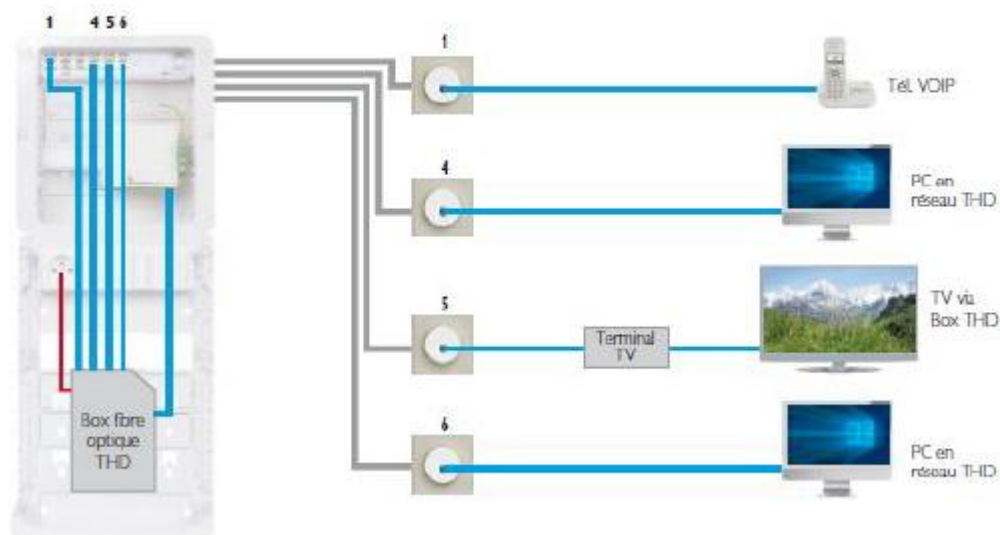 1 4 5 6
Box fibre
optique
THD
1
Tél. VOIP
4
PC en
réseau THD
5
Terminal
TV
TV via
Box THD
6
PC en
réseau THD